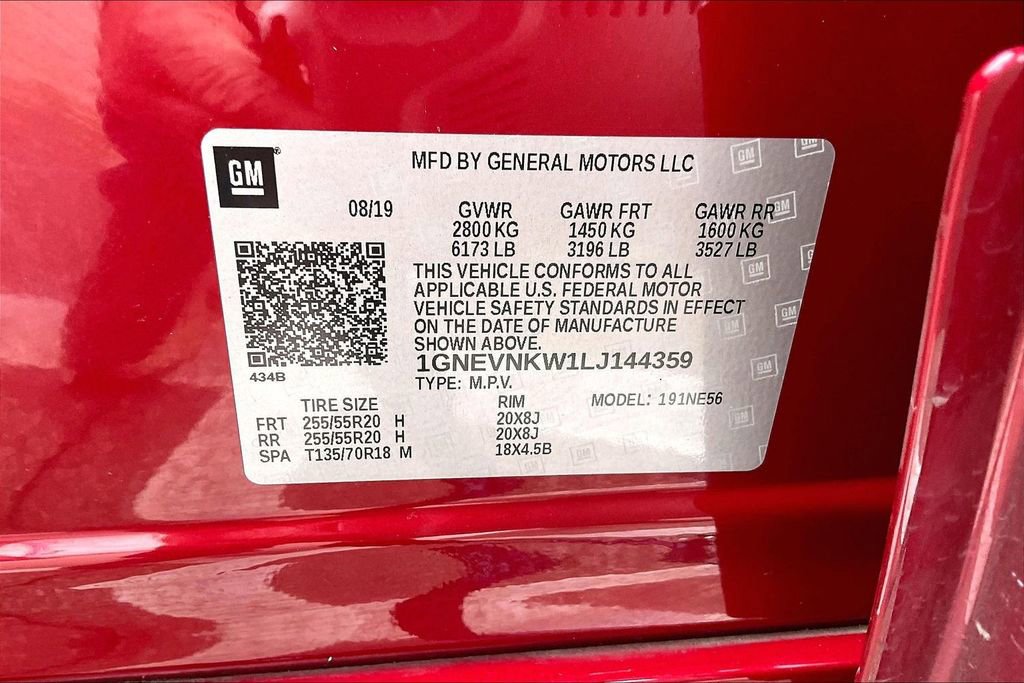 GM
MFD BY GENERAL MOTORS LLC
08/19 GVWR GAWR FRT GAWR RR
2800 KG 1450 KG 1600 KG
6173 LB 3196 LB 3527 LB
THIS VEHICLE CONFORMS TO ALL
APPLICABLE U.S. FEDERAL MOTOR
VEHICLE SAFETY STANDARDS IN EFFECT
ON THE DATE OF MANUFACTURE
SHOWN ABOVE.
1GNEVNKW1LJ144359
434B
TYPE: M.P.V.
TIRE SIZE RIM MODEL: 191NE56
FRT 255/55R20 H 20X8J
RR 255/55R20 H 20X8J
SPA T135/70R18 M 18X4.5B